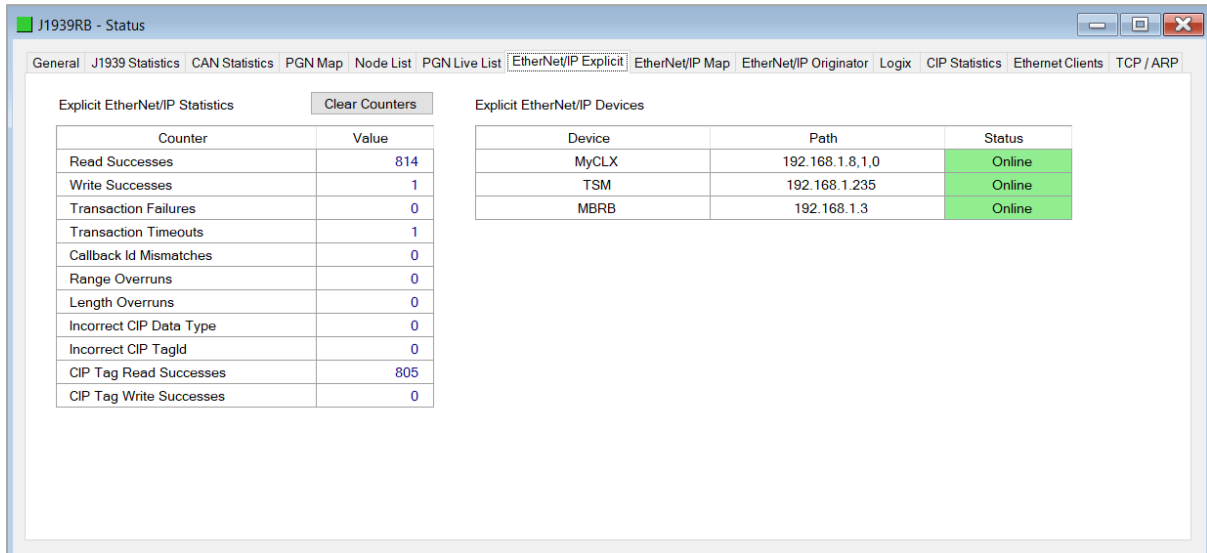 J1939RB - Status
General J1939 Statistics CAN Statistics PGN Map Node List PGN Live List EtherNet/IP Explicit EtherNet/IP Map EtherNet/IP Originator Logix CIP Statistics Ethernet Clients TCP / ARP
Explicit EtherNet/IP Statistics Clear Counters
Counter Value
Read Successes 814
Write Successes 1
Transaction Failures 0
Transaction Timeouts 1
Callback Id Mismatches 0
Range Overruns 0
Length Overruns 0
Incorrect CIP Data Type 0
Incorrect CIP TagId 0
CIP Tag Read Successes 805
CIP Tag Write Successes 0
Explicit EtherNet/IP Devices
Device Path Status
MyCLX 192.168.1.8,1,0 Online
TSM 192.168.1.235 Online
MBRB 192.168.1.3 Online